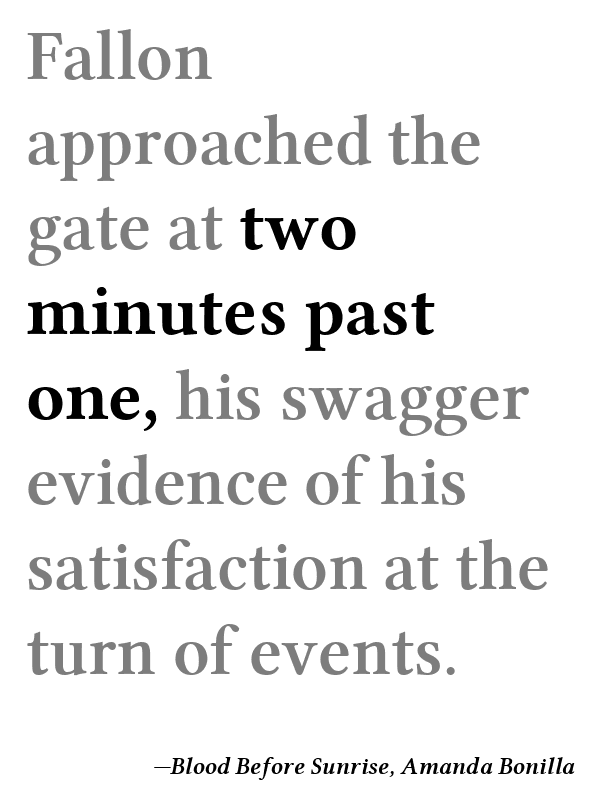 Fallon
approached the
gate at two
minutes past
one, his swagger
evidence of his
satisfaction at the
turn of events.
—Blood Before Sunrise, Amanda Bonilla